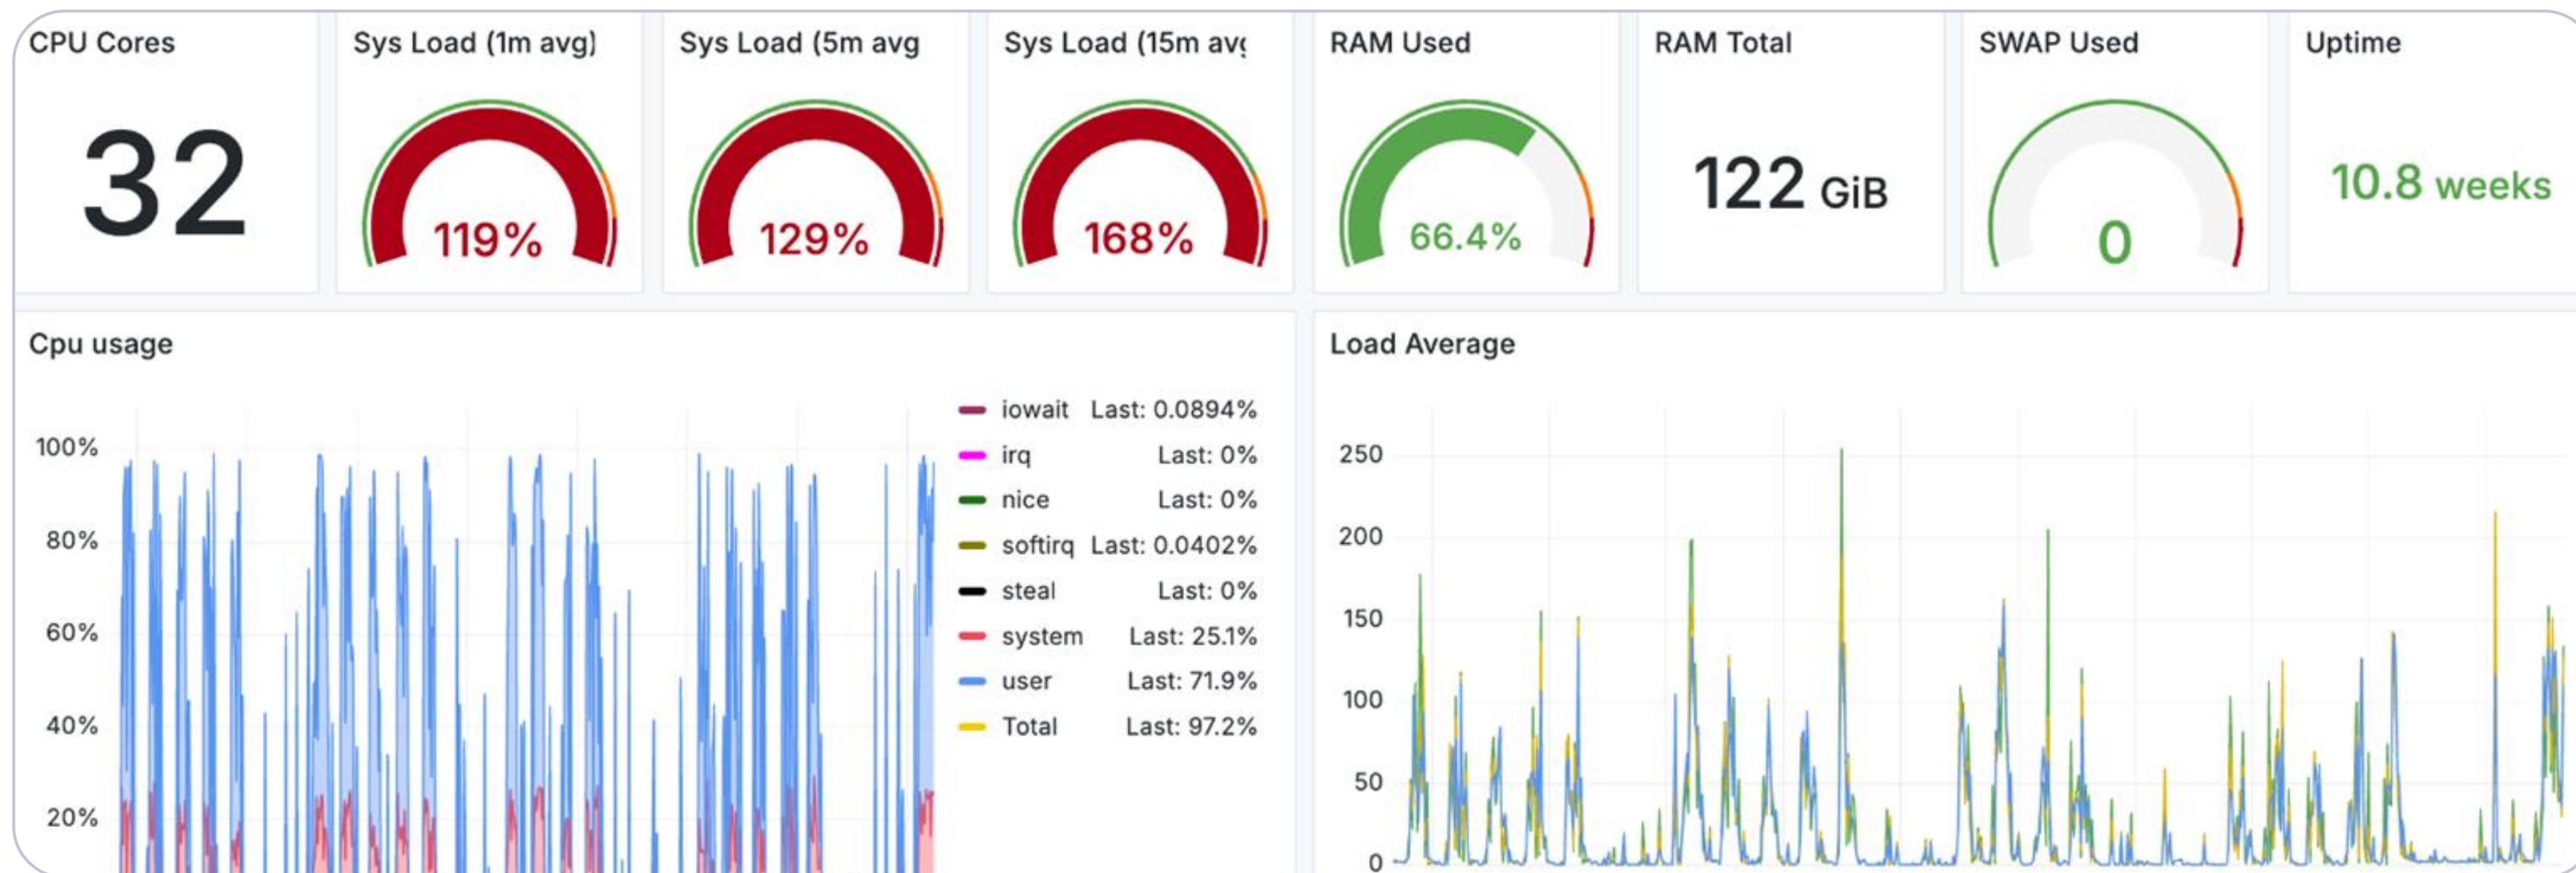 CPU Cores
Sys Load (1m avg)
Sys Load (5m avg
Sys Load (15m avg
RAM Used
RAM Total
SWAP Used
Uptime
32
119%
129%
168%
66.4%
122 GiB
0
10.8 weeks
Cpu usage
100%
80%
60%
40%
20%
iowait Last: 0.0894%
irq Last: 0%
nice Last: 0%
softirq Last: 0.0402%
steal Last: 0%
system Last: 25.1%
user Last: 71.9%
Total Last: 97.2%
Load Average
250
200
150
100
50
0